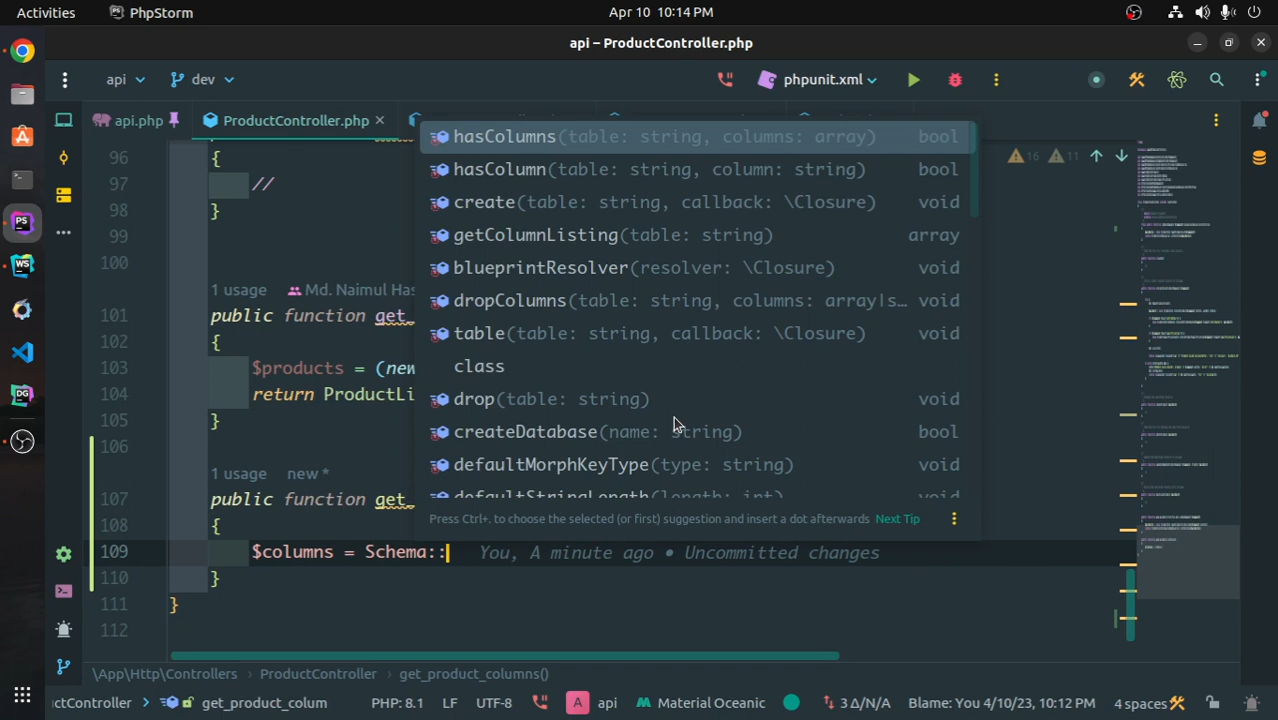 Activities PhpStorm Apr 10 10:14 PM
api – ProductController.php
api dev phpunit.xml
api.php ProductController.php
96 {
97 //
98 }
99
100
1 usage Md. Naimul Has
101 public function get_
102 {
103 $products = (new
104 return ProductLi
105 }
106
1 usage new *
107 public function get_
108 {
109 $columns = Schema:: You, A minute ago • Uncommitted changes
110 }
111 }
112
16 11
hasColumns(table: string, columns: array) bool
hasColumn(table: string, column: string) bool
create(table: string, callback: \Closure) void
getColumnListing(table: string) array
blueprintResolver(resolver: \Closure) void
dropColumns(table: string, columns: array|s… void
table(table: string, callback: \Closure) void
class
drop(table: string) void
createDatabase(name: string) bool
defaultMorphKeyType(type: string) void
defaultStringLength(length: int) void
Press Ctrl+. to choose the selected (or first) suggestion and insert a dot afterwards Next Tip
\App\Http\Controllers ProductController get_product_columns()
ctController get_product_colum PHP: 8.1 LF UTF-8 A api Material Oceanic 3 Δ/N/A Blame: You 4/10/23, 10:12 PM 4 spaces